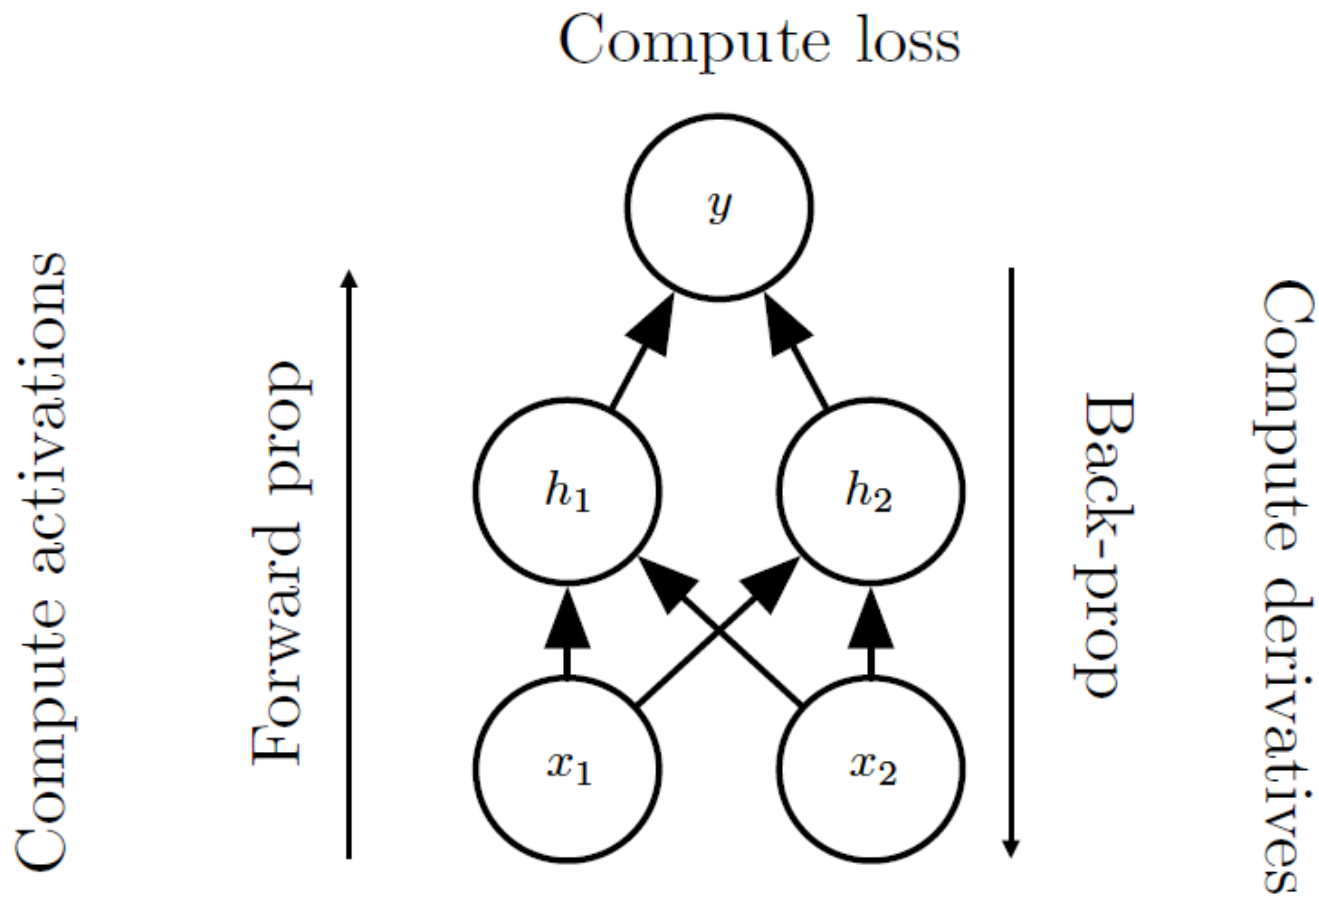 Compute loss
y
Compute activations
Forward prop
h₁
h₂
Back-prop
Compute derivatives
x₁
x₂